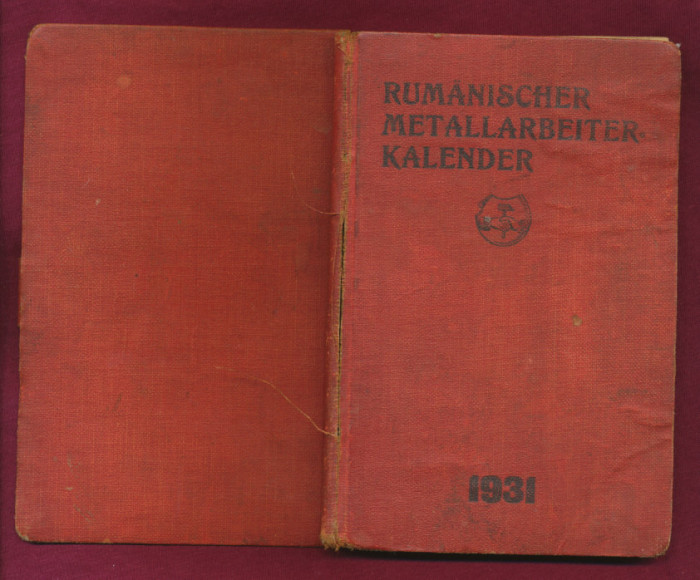 RUMÄNISCHER
METALLARBEITER-
KALENDER
1931